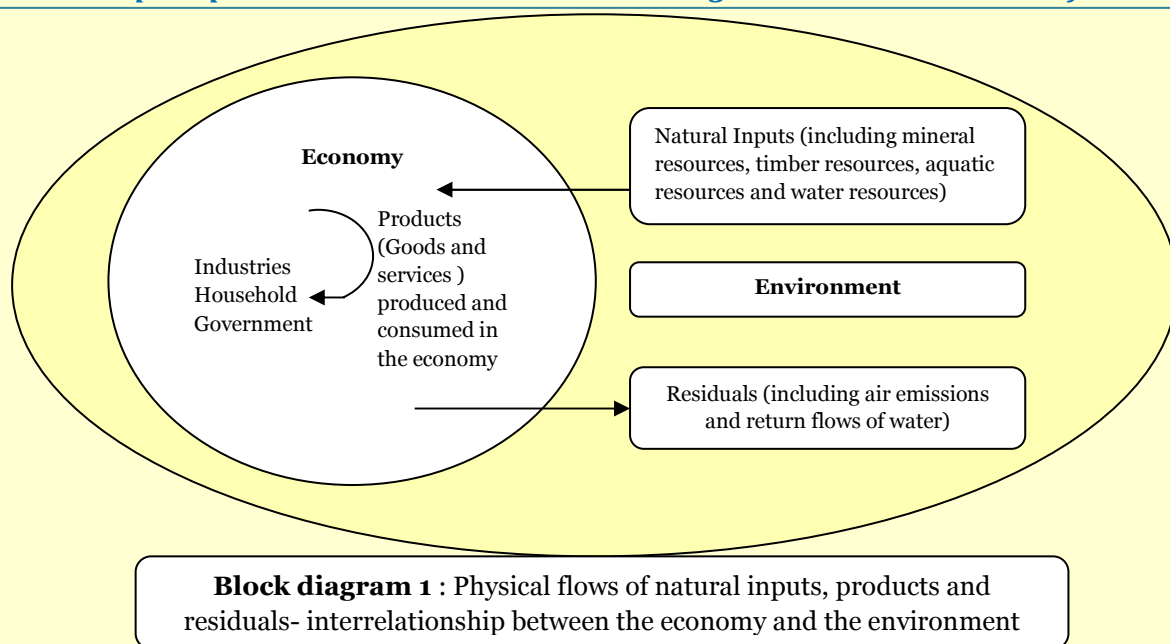 Economy
Natural Inputs (including mineral
resources, timber resources, aquatic
resources and water resources)
Products
(Goods and
services )
produced and
consumed in
the economy
Industries
Household
Government
Environment
Residuals (including air emissions
and return flows of water)
Block diagram 1 : Physical flows of natural inputs, products and
residuals- interrelationship between the economy and the environment